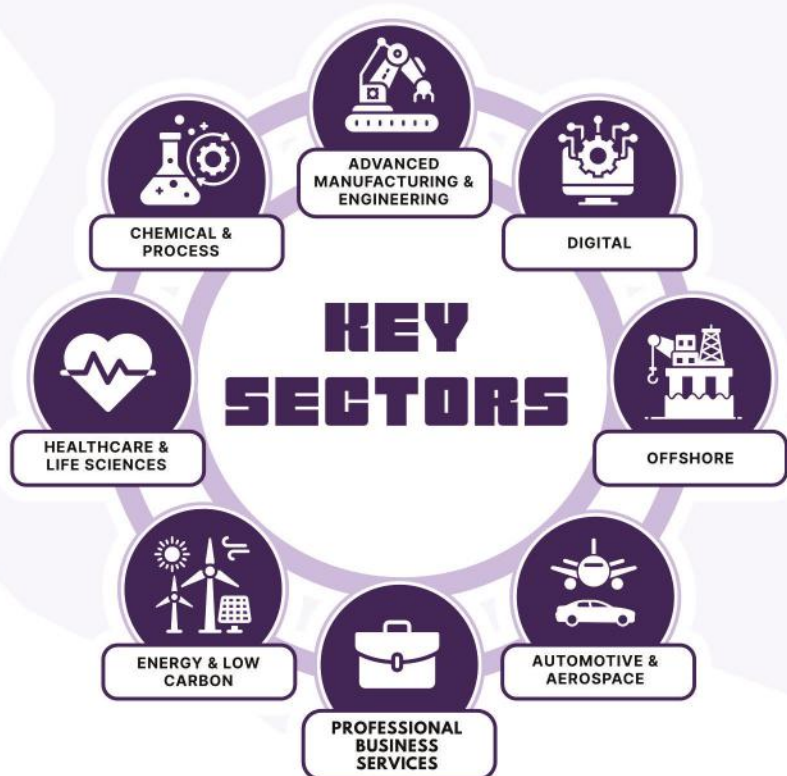 KEY
SECTORS
ADVANCED
MANUFACTURING &
ENGINEERING
DIGITAL
OFFSHORE
AUTOMOTIVE &
AEROSPACE
PROFESSIONAL
BUSINESS
SERVICES
ENERGY & LOW
CARBON
HEALTHCARE &
LIFE SCIENCES
CHEMICAL &
PROCESS